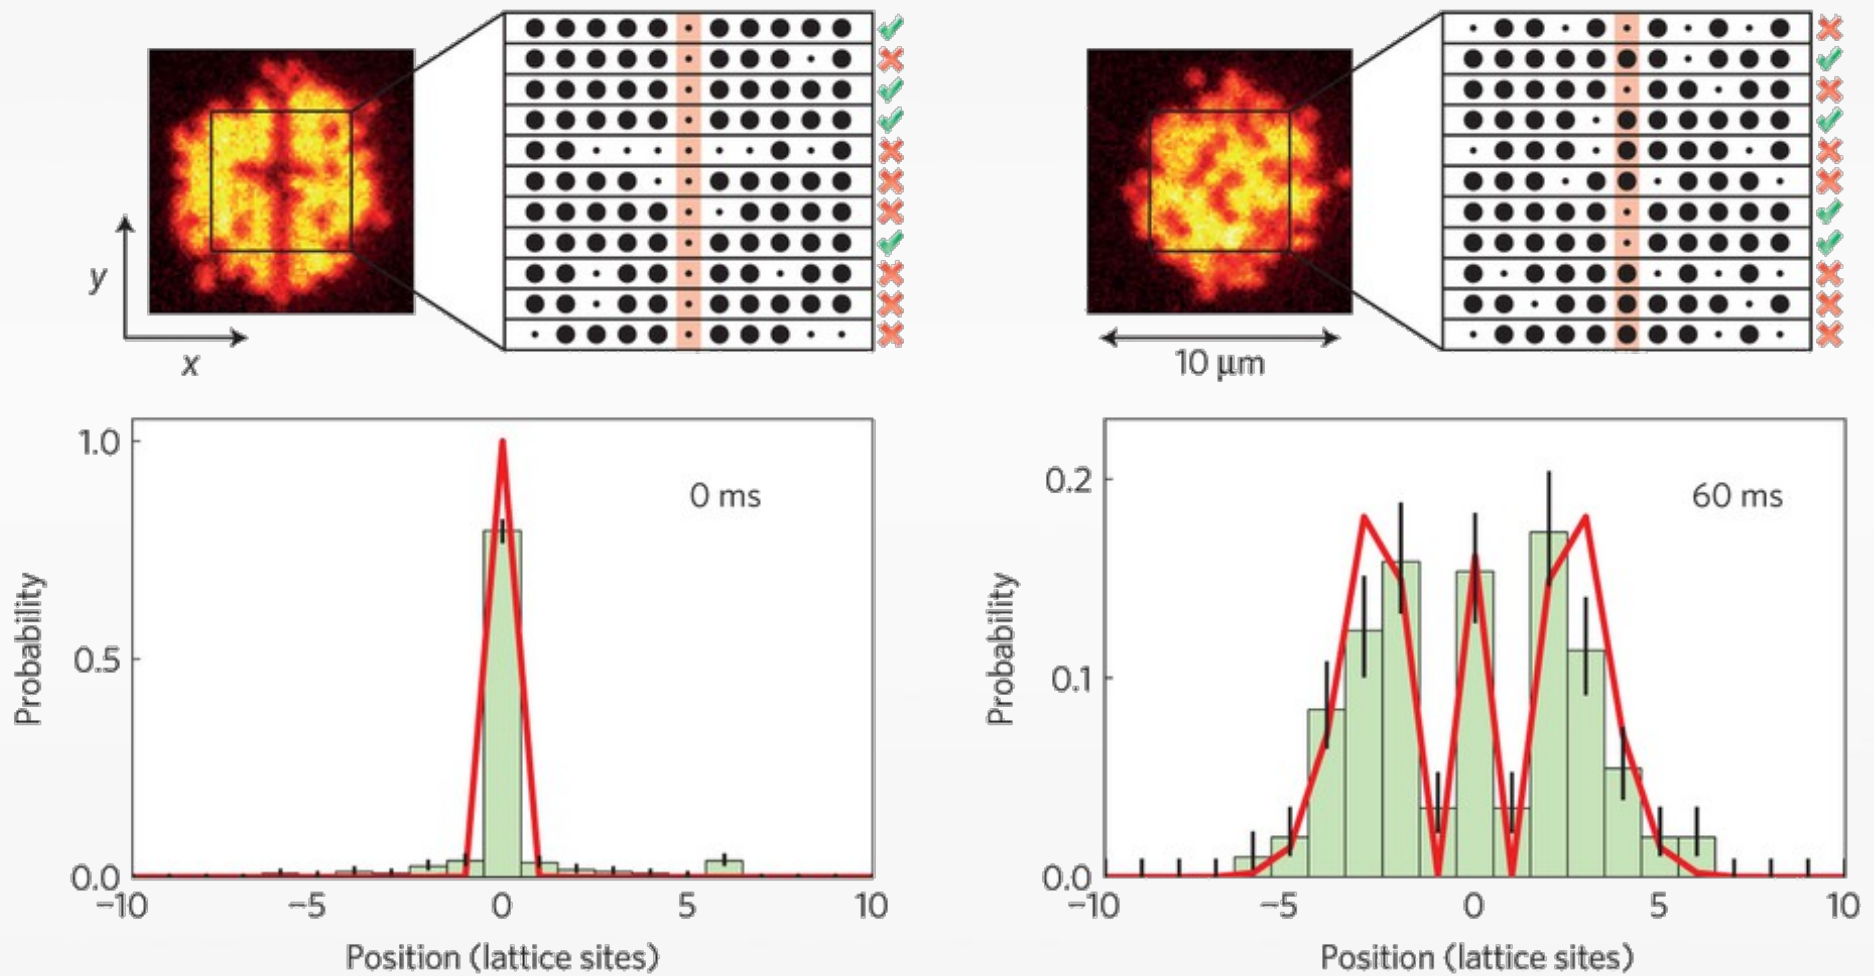 y
x
10 μm
Probability
1.0
0.5
0.0
0 ms
−10
−5
0
5
10
Position (lattice sites)
Probability
0.2
0.1
0.0
60 ms
−10
−5
0
5
10
Position (lattice sites)